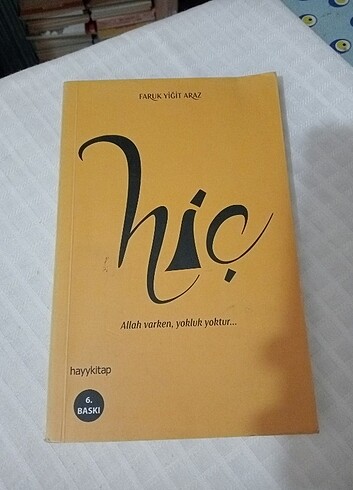 FARUK YİĞİT ARAZ
hiç
Allah varken, yokluk yoktur...
hayykitap
6.
BASKI